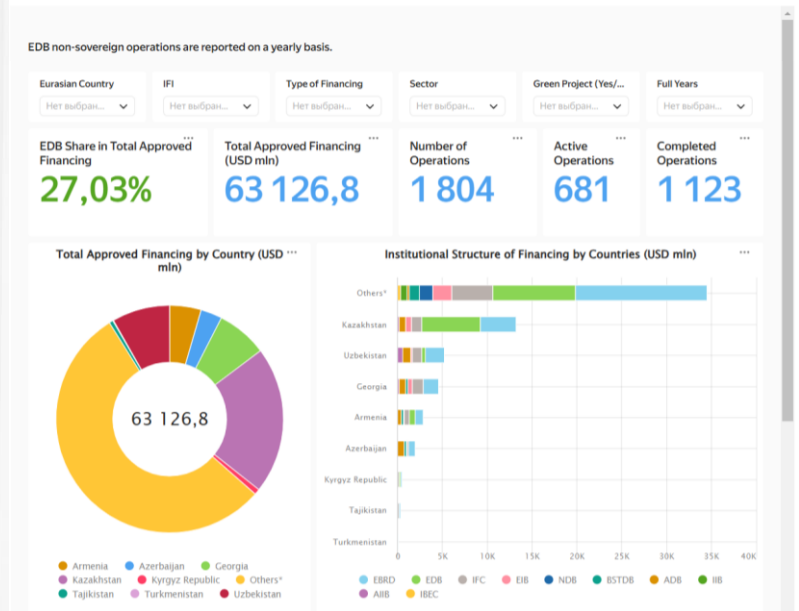 EDB non-sovereign operations are reported on a yearly basis.
Eurasian Country
IFI
Type of Financing
Sector
Green Project (Yes/...
Full Years
Нет выбран...
Нет выбран...
Нет выбран...
Нет выбран...
Нет выбран...
Нет выбран...
EDB Share in Total Approved
Financing
27,03%
Total Approved Financing
(USD mln)
63 126,8
Number of
Operations
1 804
Active
Operations
681
Completed
Operations
1 123
Total Approved Financing by Country (USD
mln)
63 126,8
Armenia
Azerbaijan
Georgia
Kazakhstan
Kyrgyz Republic
Others*
Tajikistan
Turkmenistan
Uzbekistan
Institutional Structure of Financing by Countries (USD mln)
Others*
Kazakhstan
Uzbekistan
Georgia
Armenia
Azerbaijan
Kyrgyz Republic
Tajikistan
Turkmenistan
0 5K 10K 15K 20K 25K 30K 35K 40K
EBRD EDB IFC EIB NDB BSTDB ADB IIB
AIIB IBEC